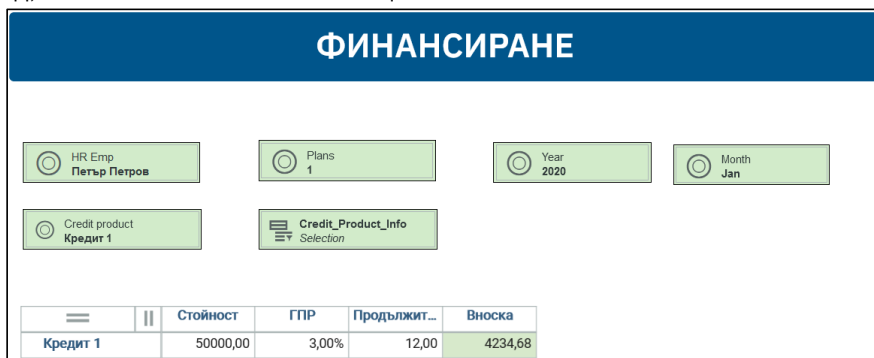 ФИНАНСИРАНЕ
HR Emp
Петър Петров
Plans
1
Year
2020
Month
Jan
Credit product
Кредит 1
Credit_Product_Info
Selection
Стойност ГПР Продължит... Вноска
Кредит 1 50000,00 3,00% 12,00 4234,68